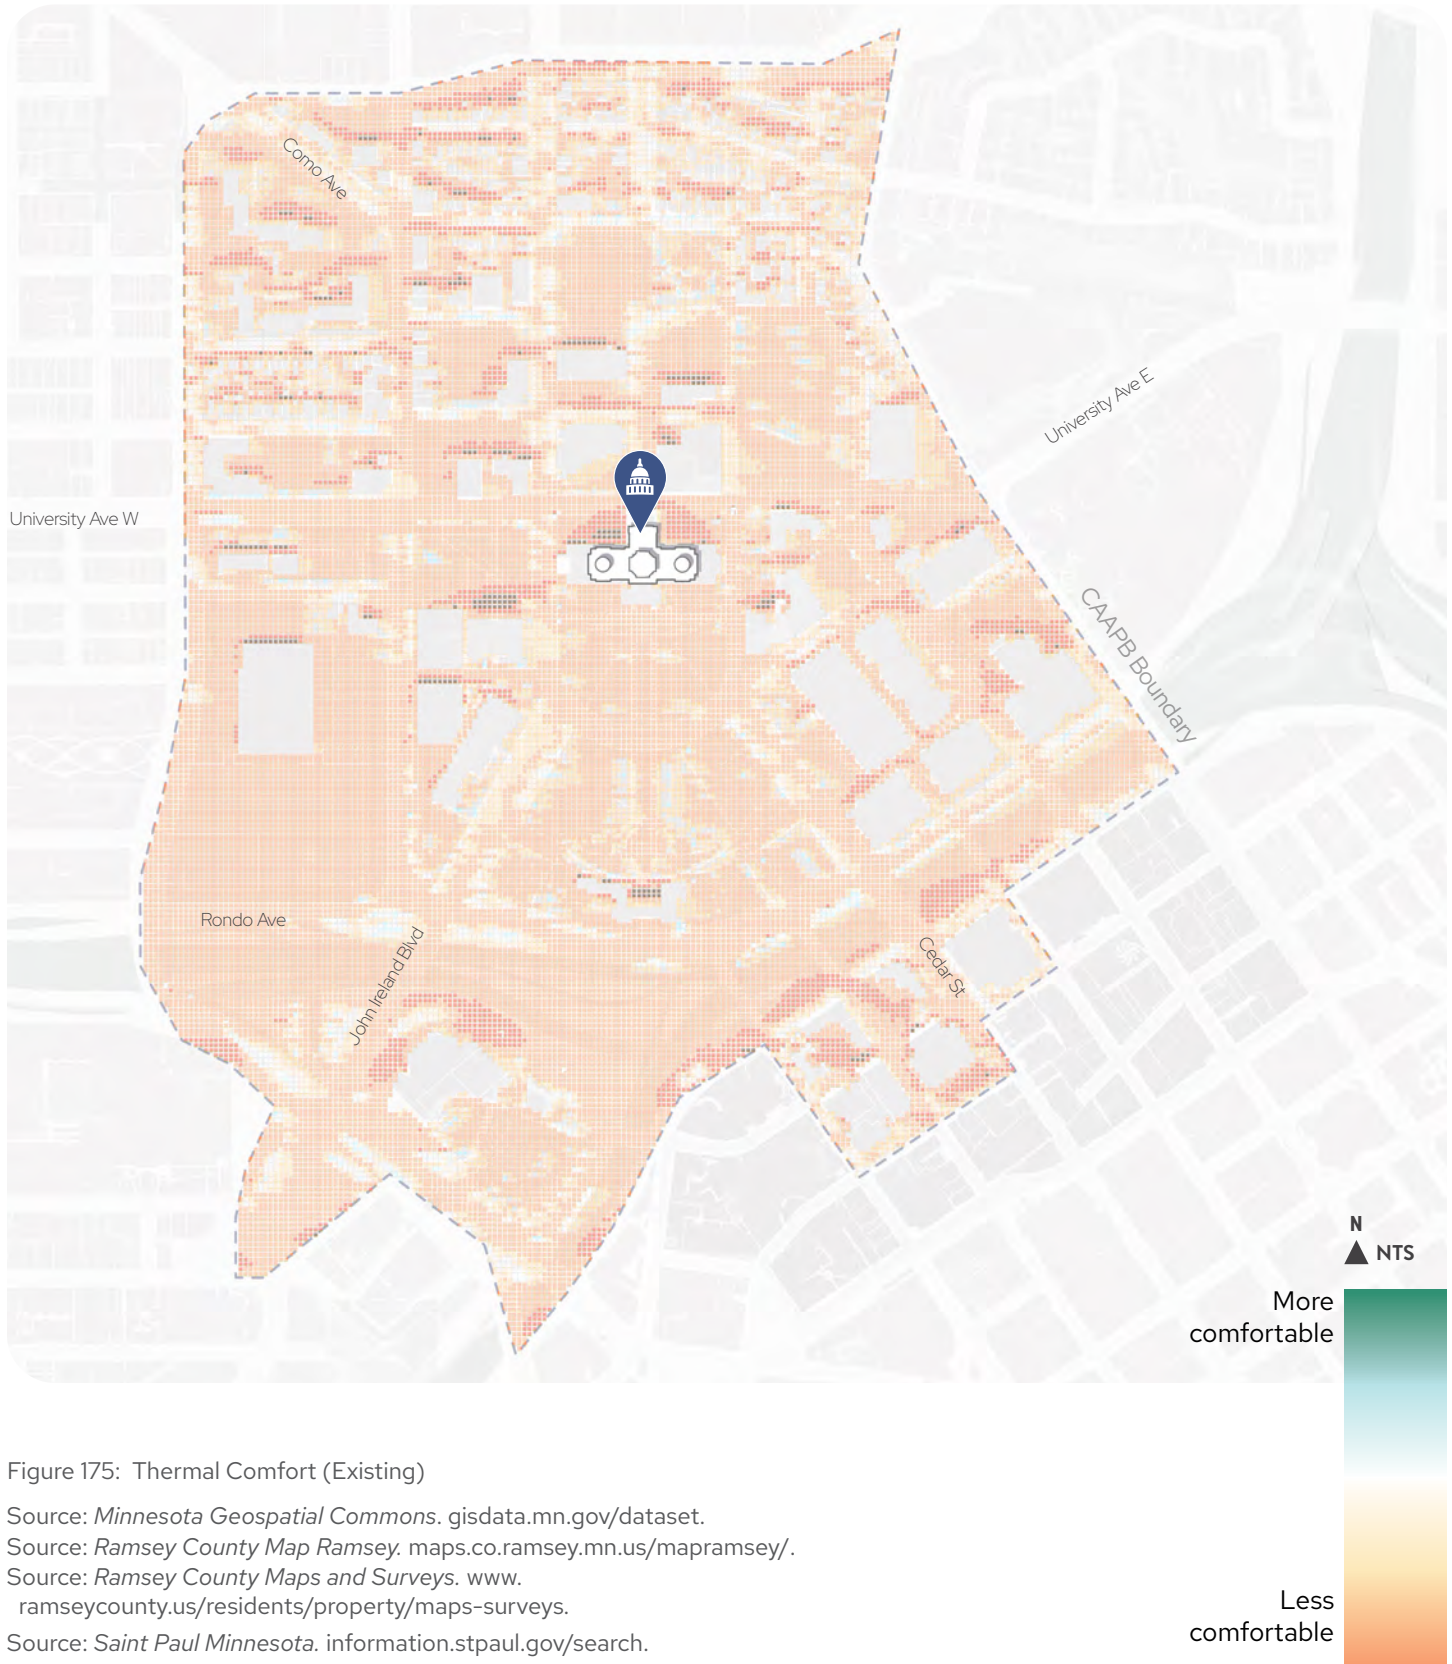 Como Ave
University Ave E
University Ave W
CAAPB Boundary
Rondo Ave
John Ireland Blvd
Cedar St
N
NTS
More
comfortable
Less
comfortable
Figure 175: Thermal Comfort (Existing)
Source: Minnesota Geospatial Commons. gisdata.mn.gov/dataset.
Source: Ramsey County Map Ramsey. maps.co.ramsey.mn.us/mapramsey/.
Source: Ramsey County Maps and Surveys. www.
ramseycounty.us/residents/property/maps-surveys.
Source: Saint Paul Minnesota. information.stpaul.gov/search.